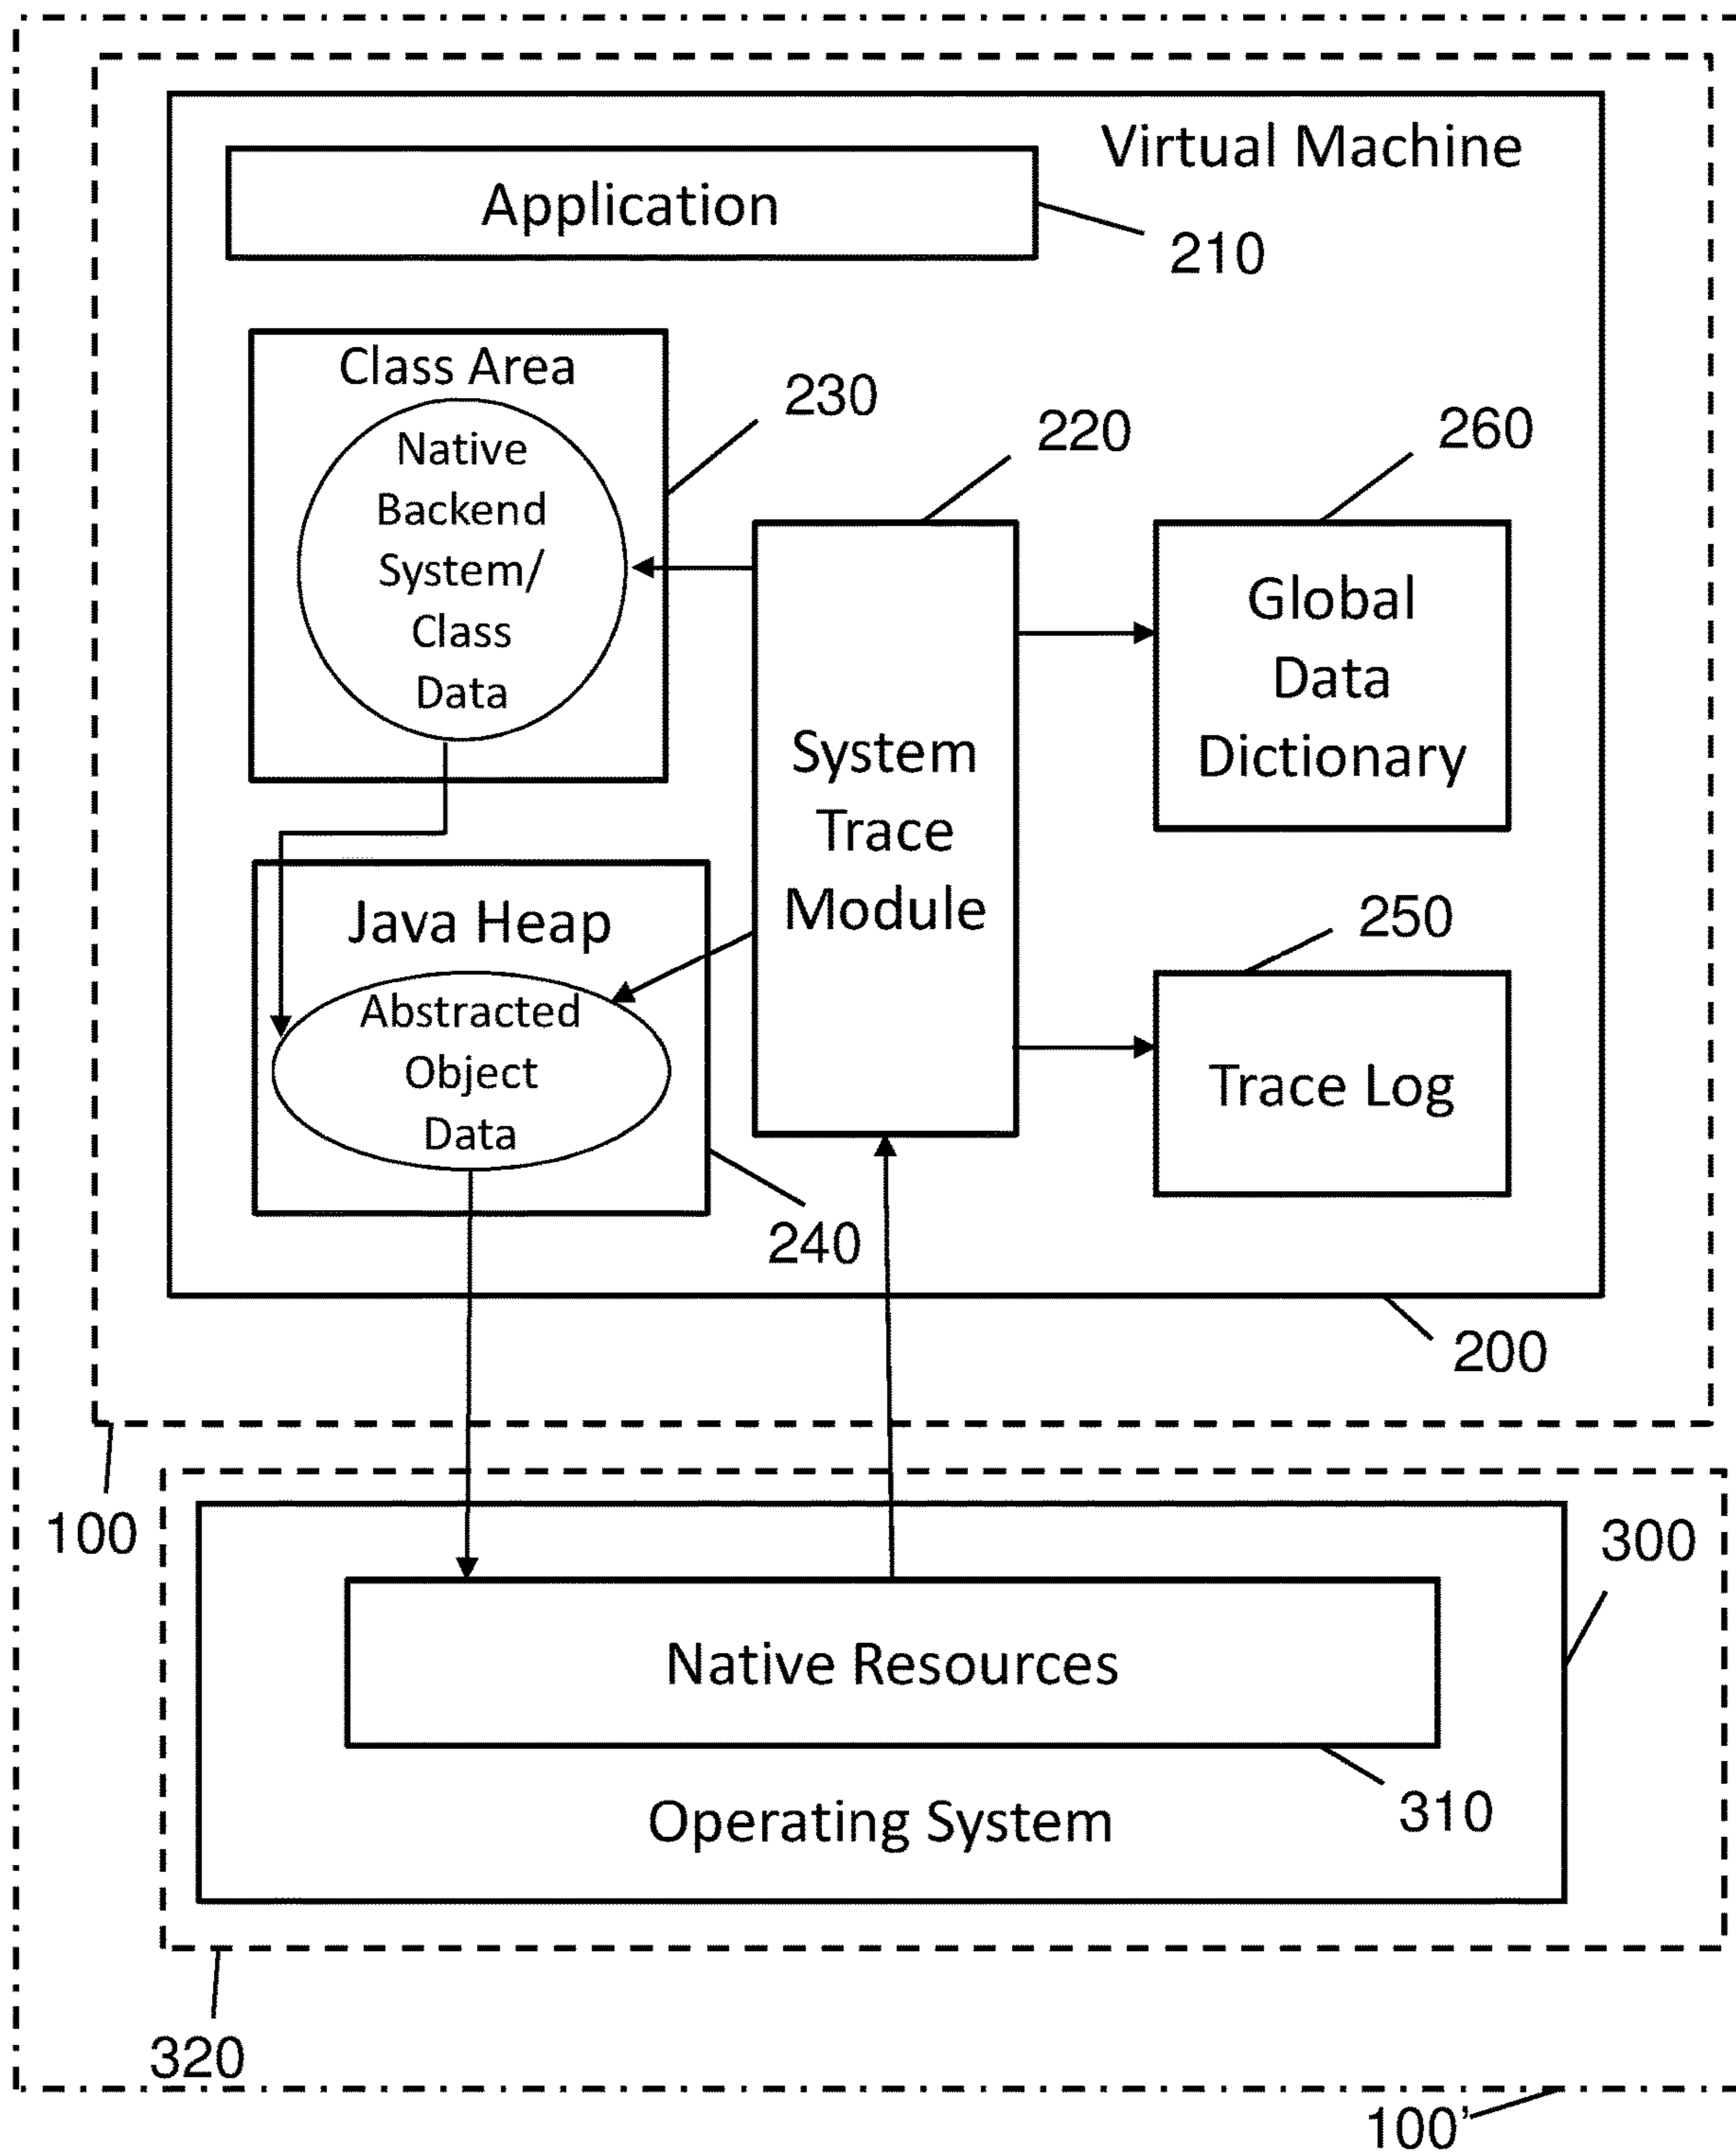 Virtual Machine
Application
210
Class Area
230
Native
Backend
System/
Class
Data
220
260
Global
Data
Dictionary
System
Trace
Module
Java Heap
250
Abstracted
Object
Data
Trace Log
240
200
100
300
Native Resources
310
Operating System
320
100'